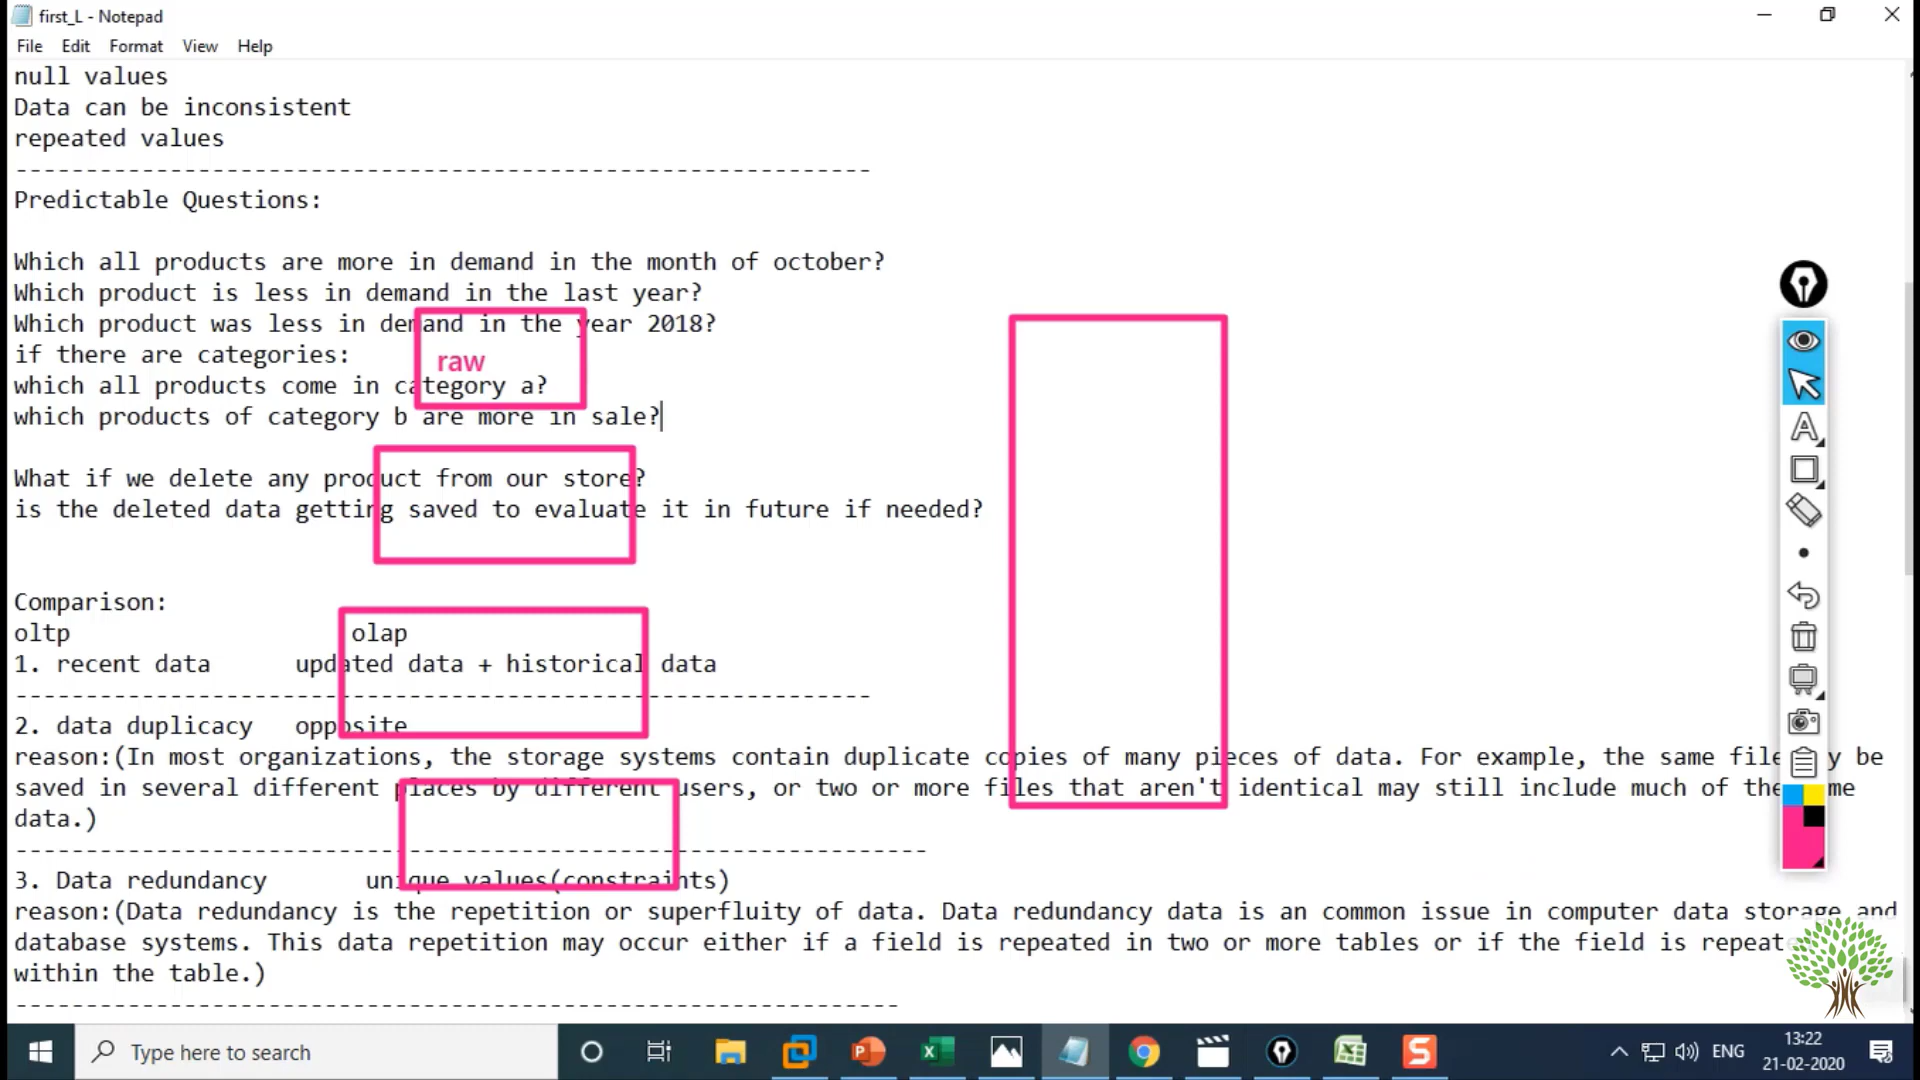 first_L - Notepad
File Edit Format View Help
null values
Data can be inconsistent
repeated values
-------------------------------------------------------------
Predictable Questions:
Which all products are more in demand in the month of october?
Which product is less in demand in the last year?
Which product was less in demand in the year 2018?
if there are categories:
raw
which all products come in category a?
which products of category b are more in sale?
What if we delete any product from our store?
is the deleted data getting saved to evaluate it in future if needed?
Comparison:
oltp olap
1. recent data updated data + historical data
-------------------------------------------------------------
2. data duplicacy opposite
reason:(In most organizations, the storage systems contain duplicate copies of many pieces of data. For example, the same file be
saved in several different places by different users, or two or more files that aren't identical may still include much of the
data.)
-----------------------------------------------------------------
3. Data redundancy unique values(constraints)
reason:(Data redundancy is the repetition or superfluity of data. Data redundancy data is an common issue in computer data storage and
database systems. This data repetition may occur either if a field is repeated in two or more tables or if the field is repeate
within the table.)
---------------------------------------------------------------
Type here to search
ENG
13:22
21-02-2020